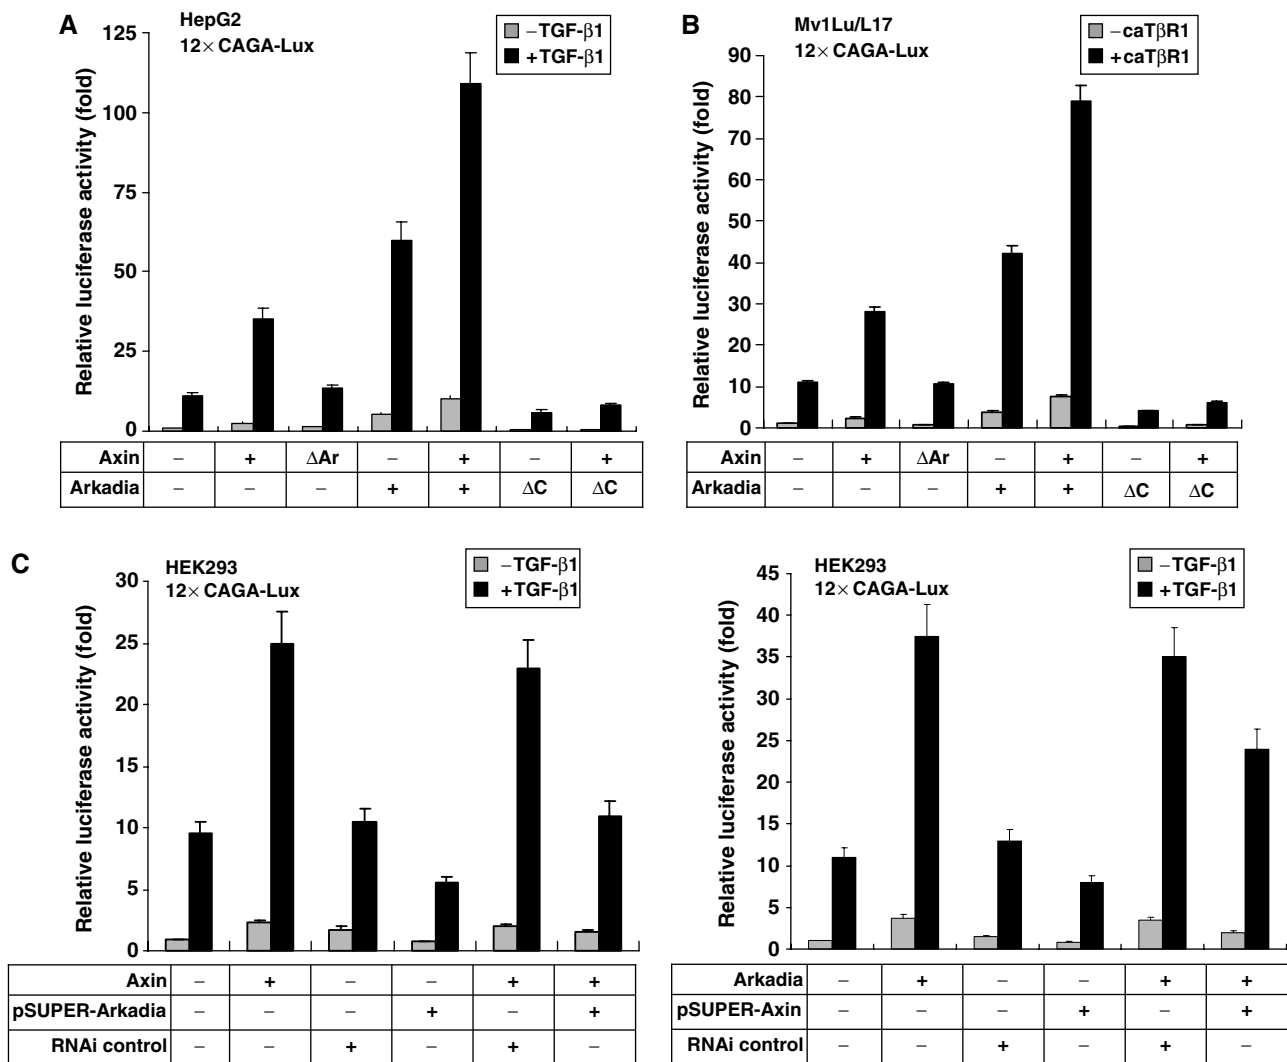 A
HepG2
12× CAGA-Lux
−TGF-β1
+TGF-β1
Relative luciferase activity (fold)
125
100
75
50
25
0
Axin − + ΔAr − + − +
Arkadia − − − + + ΔC ΔC
B
Mv1Lu/L17
12× CAGA-Lux
−caTβR1
+caTβR1
Relative luciferase activity (fold)
90
80
70
60
50
40
30
20
10
0
Axin − + ΔAr − + − +
Arkadia − − − + + ΔC ΔC
C
HEK293
12× CAGA-Lux
−TGF-β1
+TGF-β1
Relative luciferase activity (fold)
30
25
20
15
10
5
0
Axin − + − − + +
pSUPER-Arkadia − − − + − +
RNAi control − − + − + −
HEK293
12× CAGA-Lux
−TGF-β1
+TGF-β1
Relative luciferase activity (fold)
45
40
35
30
25
20
15
10
5
0
Arkadia − + − − + +
pSUPER-Axin − − − + − +
RNAi control − − + − + −